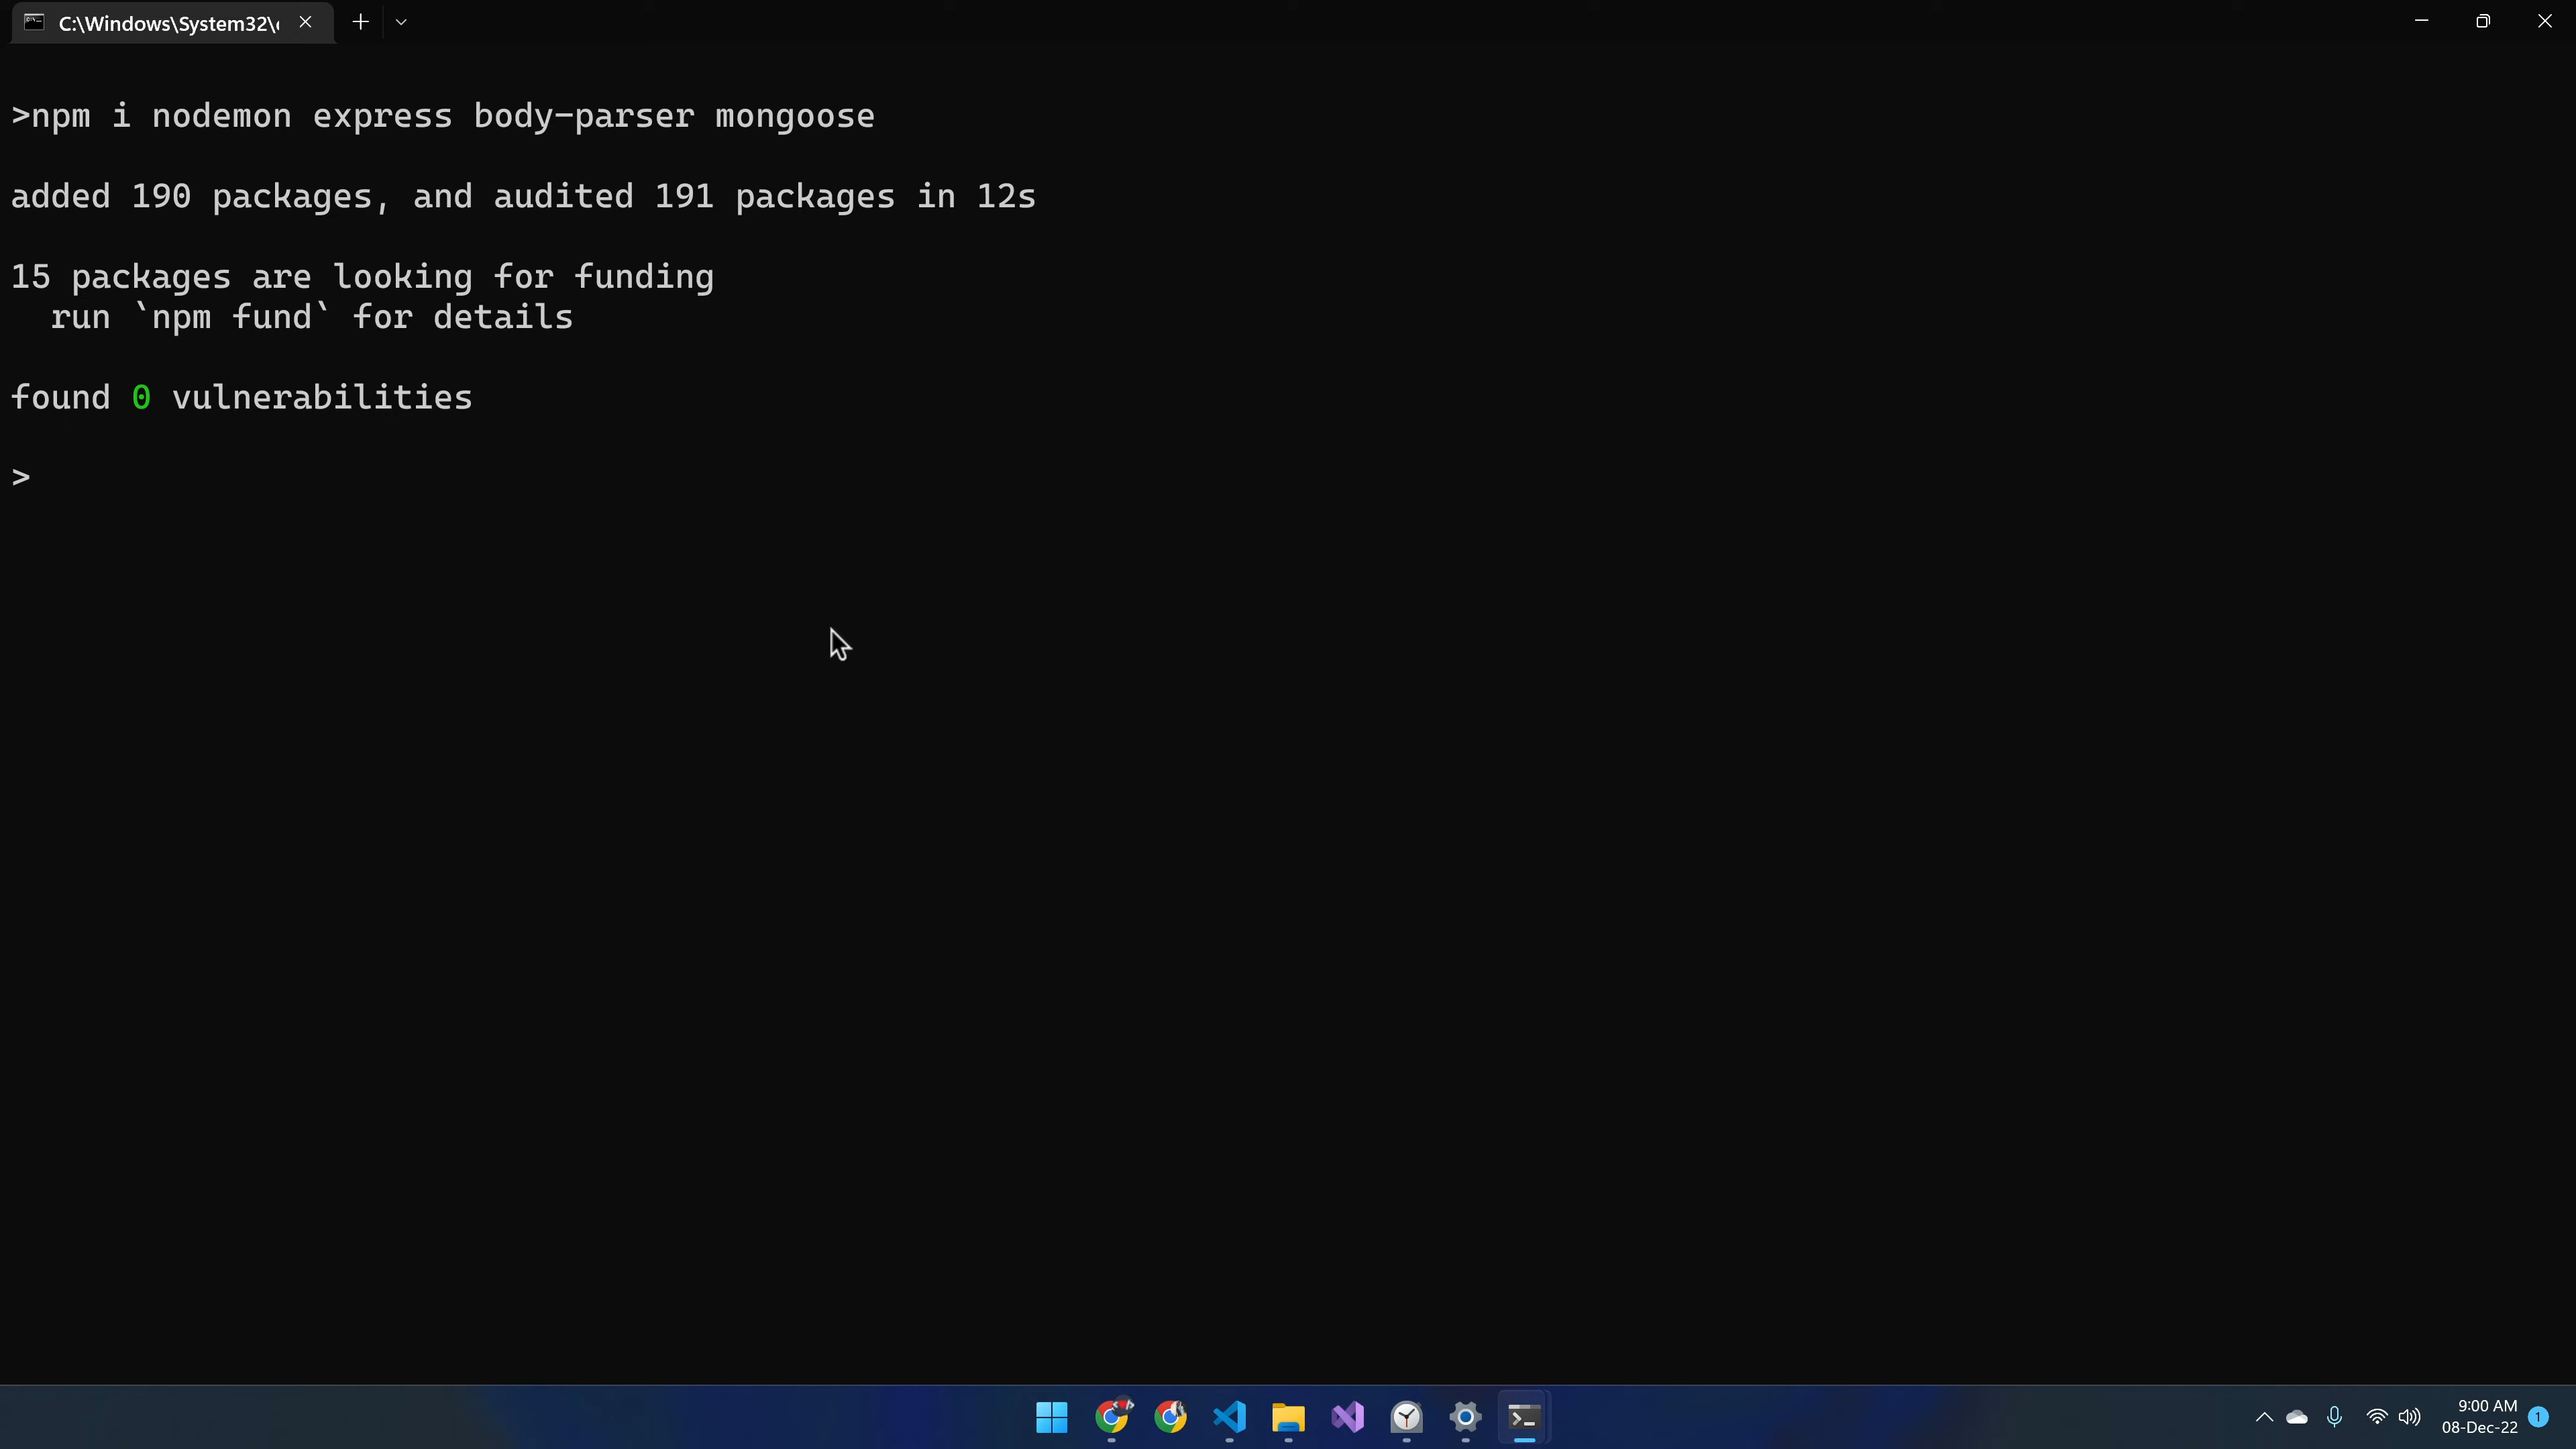 C:\Windows\System32\
>npm i nodemon express body-parser mongoose
added 190 packages, and audited 191 packages in 12s
15 packages are looking for funding
run `npm fund` for details
found 0 vulnerabilities
>
9:00 AM
08-Dec-22
1